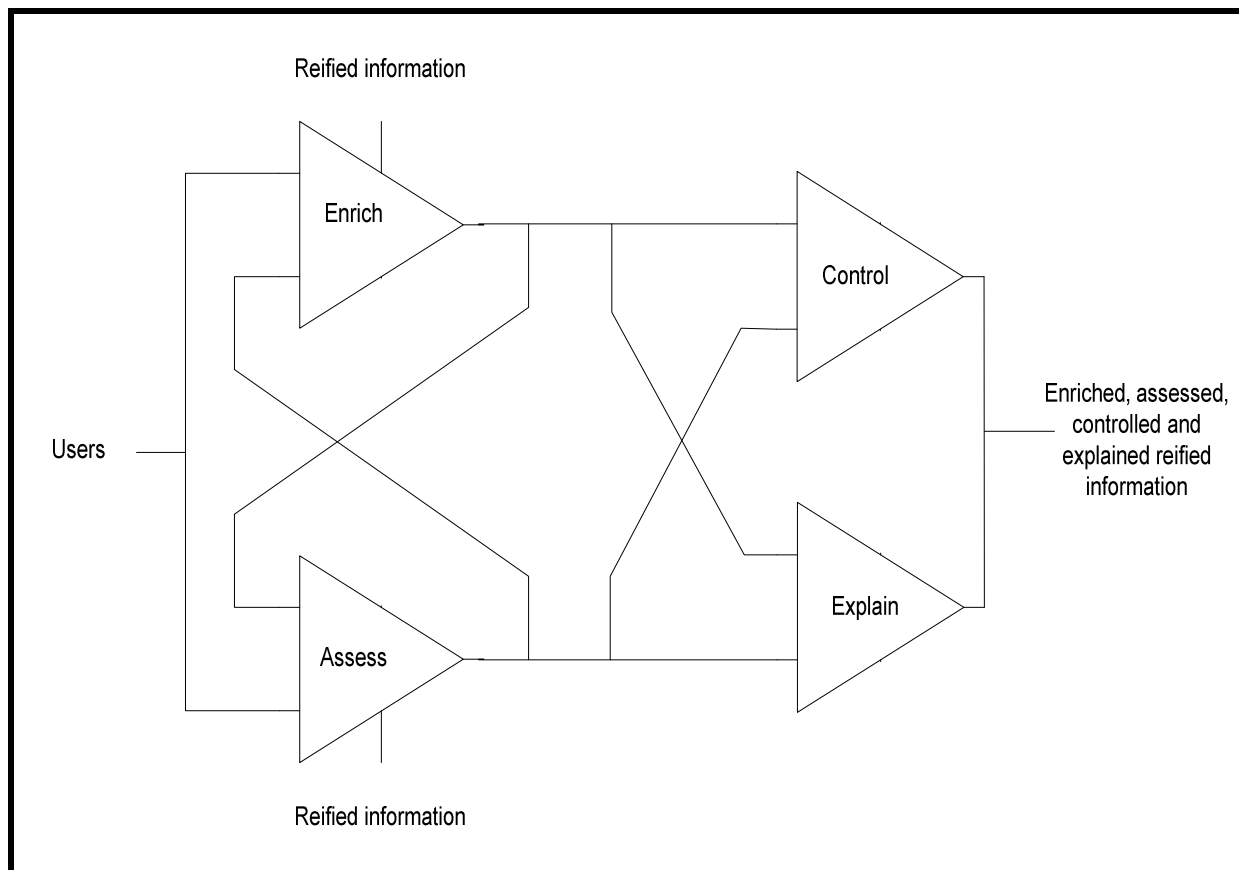 Reified information
Enrich
Control
Users
Enriched, assessed,
controlled and
explained reified
information
Explain
Assess
Reified information